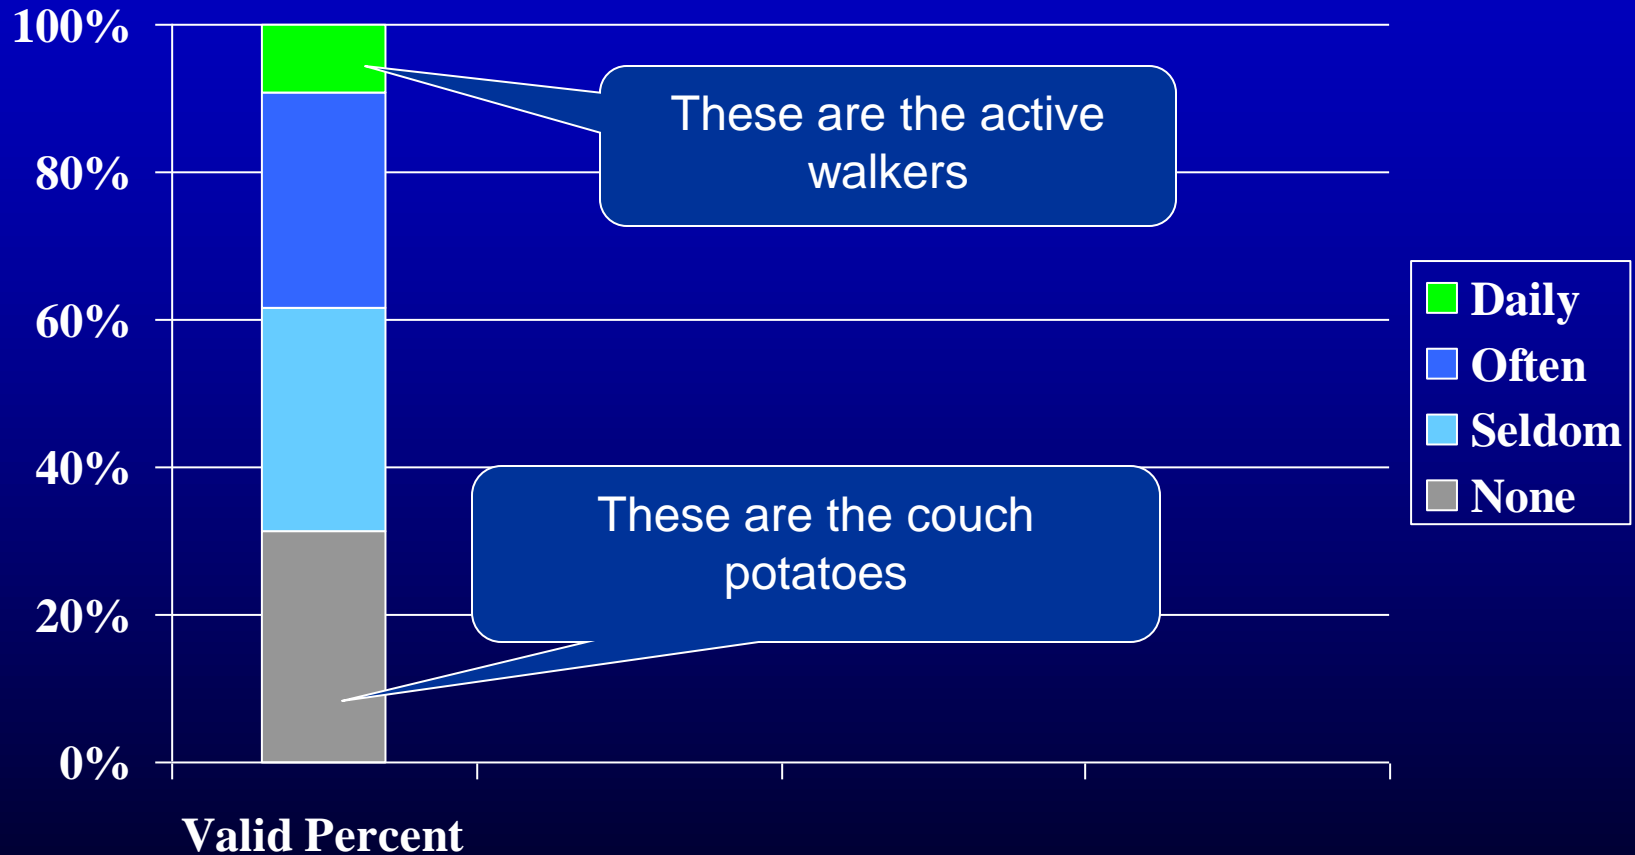 100%
80%
60%
40%
20%
0%
These are the active
walkers
These are the couch
potatoes
Daily
Often
Seldom
None
Valid Percent